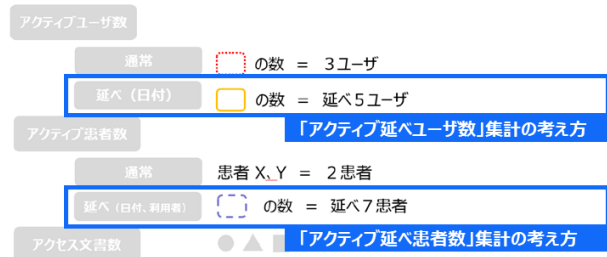 アクティブユーザ数
通常 の数 = 3ユーザ
延べ(日付) の数 = 延べ5ユーザ
「アクティブ延べユーザ数」集計の考え方
アクティブ患者数
通常 患者 X、Y = 2患者
延べ(日付、利用者) の数 = 延べ7患者
「アクティブ延べ患者数」集計の考え方
アクセス文書数